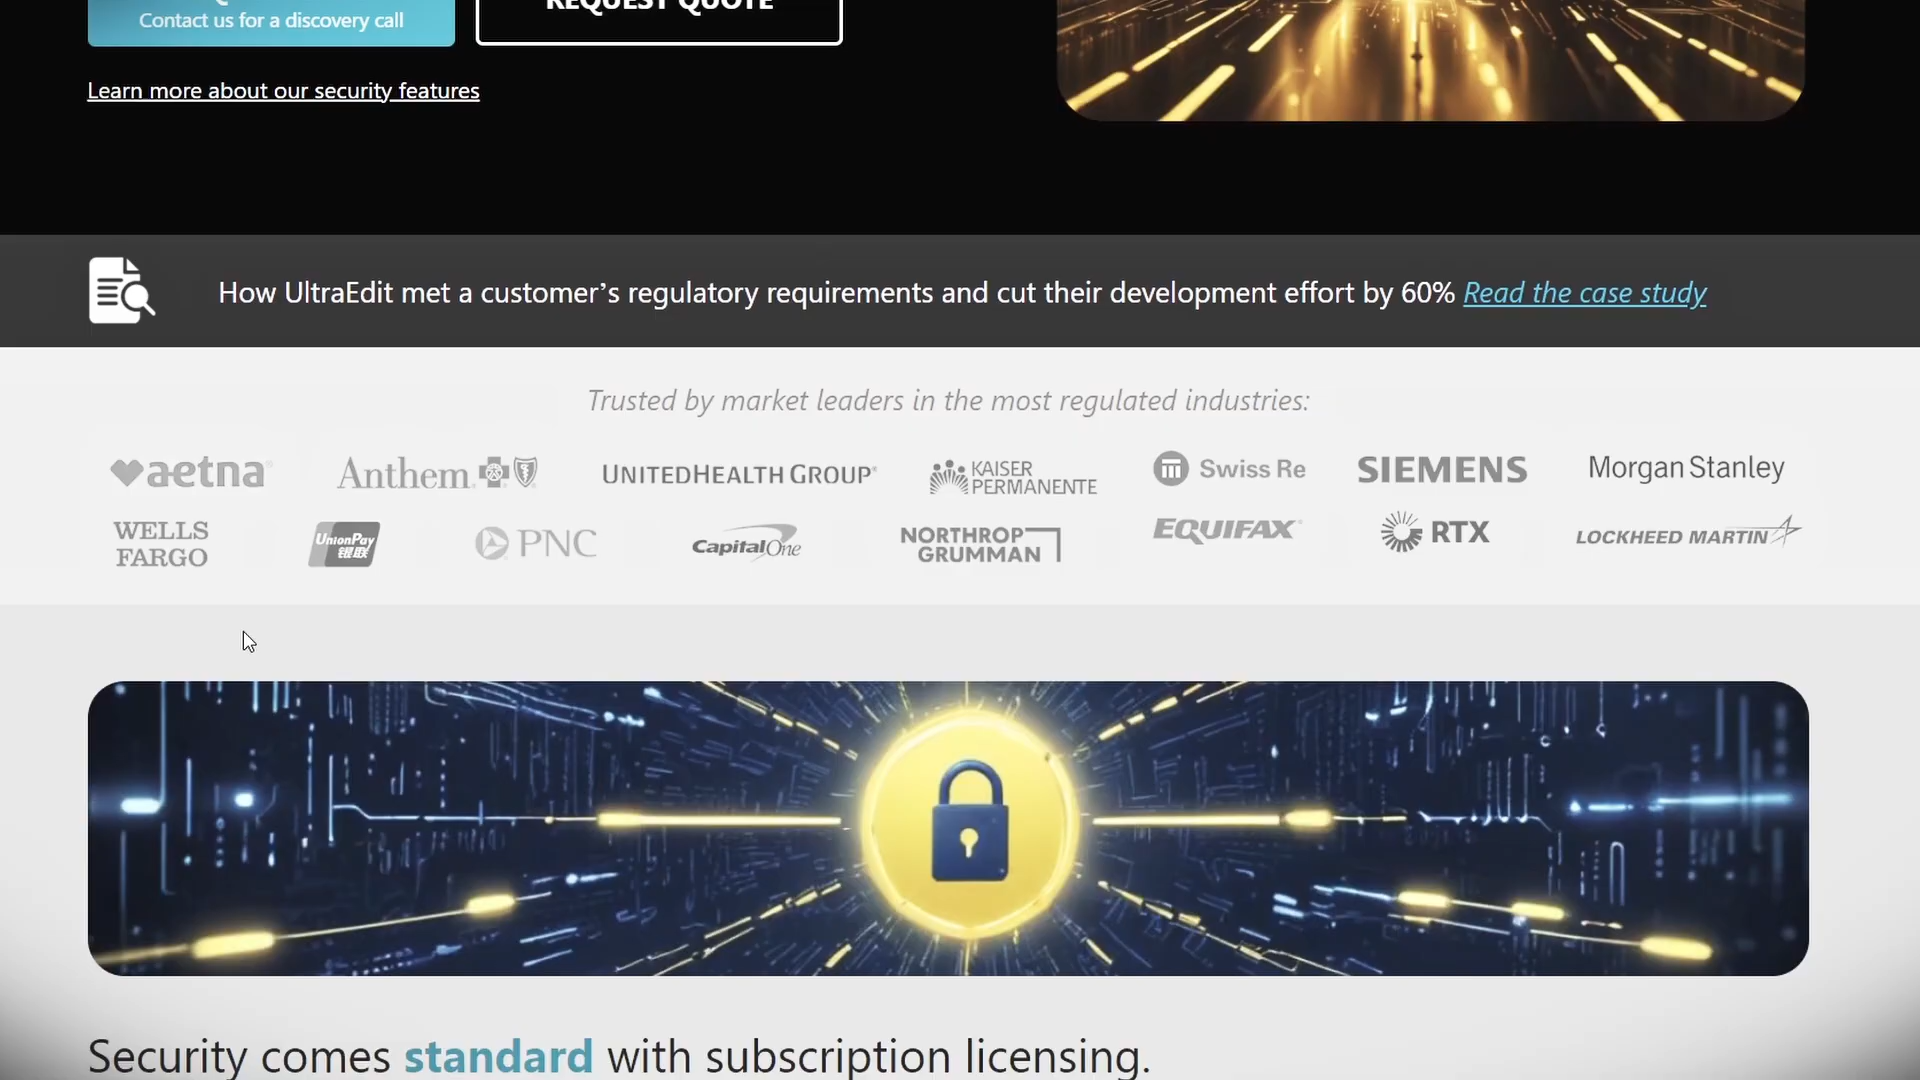 REQUEST QUOTE
Contact us for a discovery call
Learn more about our security features
How UltraEdit met a customer’s regulatory requirements and cut their development effort by 60% Read the case study
Trusted by market leaders in the most regulated industries:
aetna®
Anthem.
UNITEDHEALTH GROUP®
KAISER
PERMANENTE
Swiss Re
SIEMENS
Morgan Stanley
WELLS
FARGO
UnionPay
银联
PNC
CapitalOne
NORTHROP
GRUMMAN
EQUIFAX
RTX
LOCKHEED MARTIN
Security comes standard with subscription licensing.